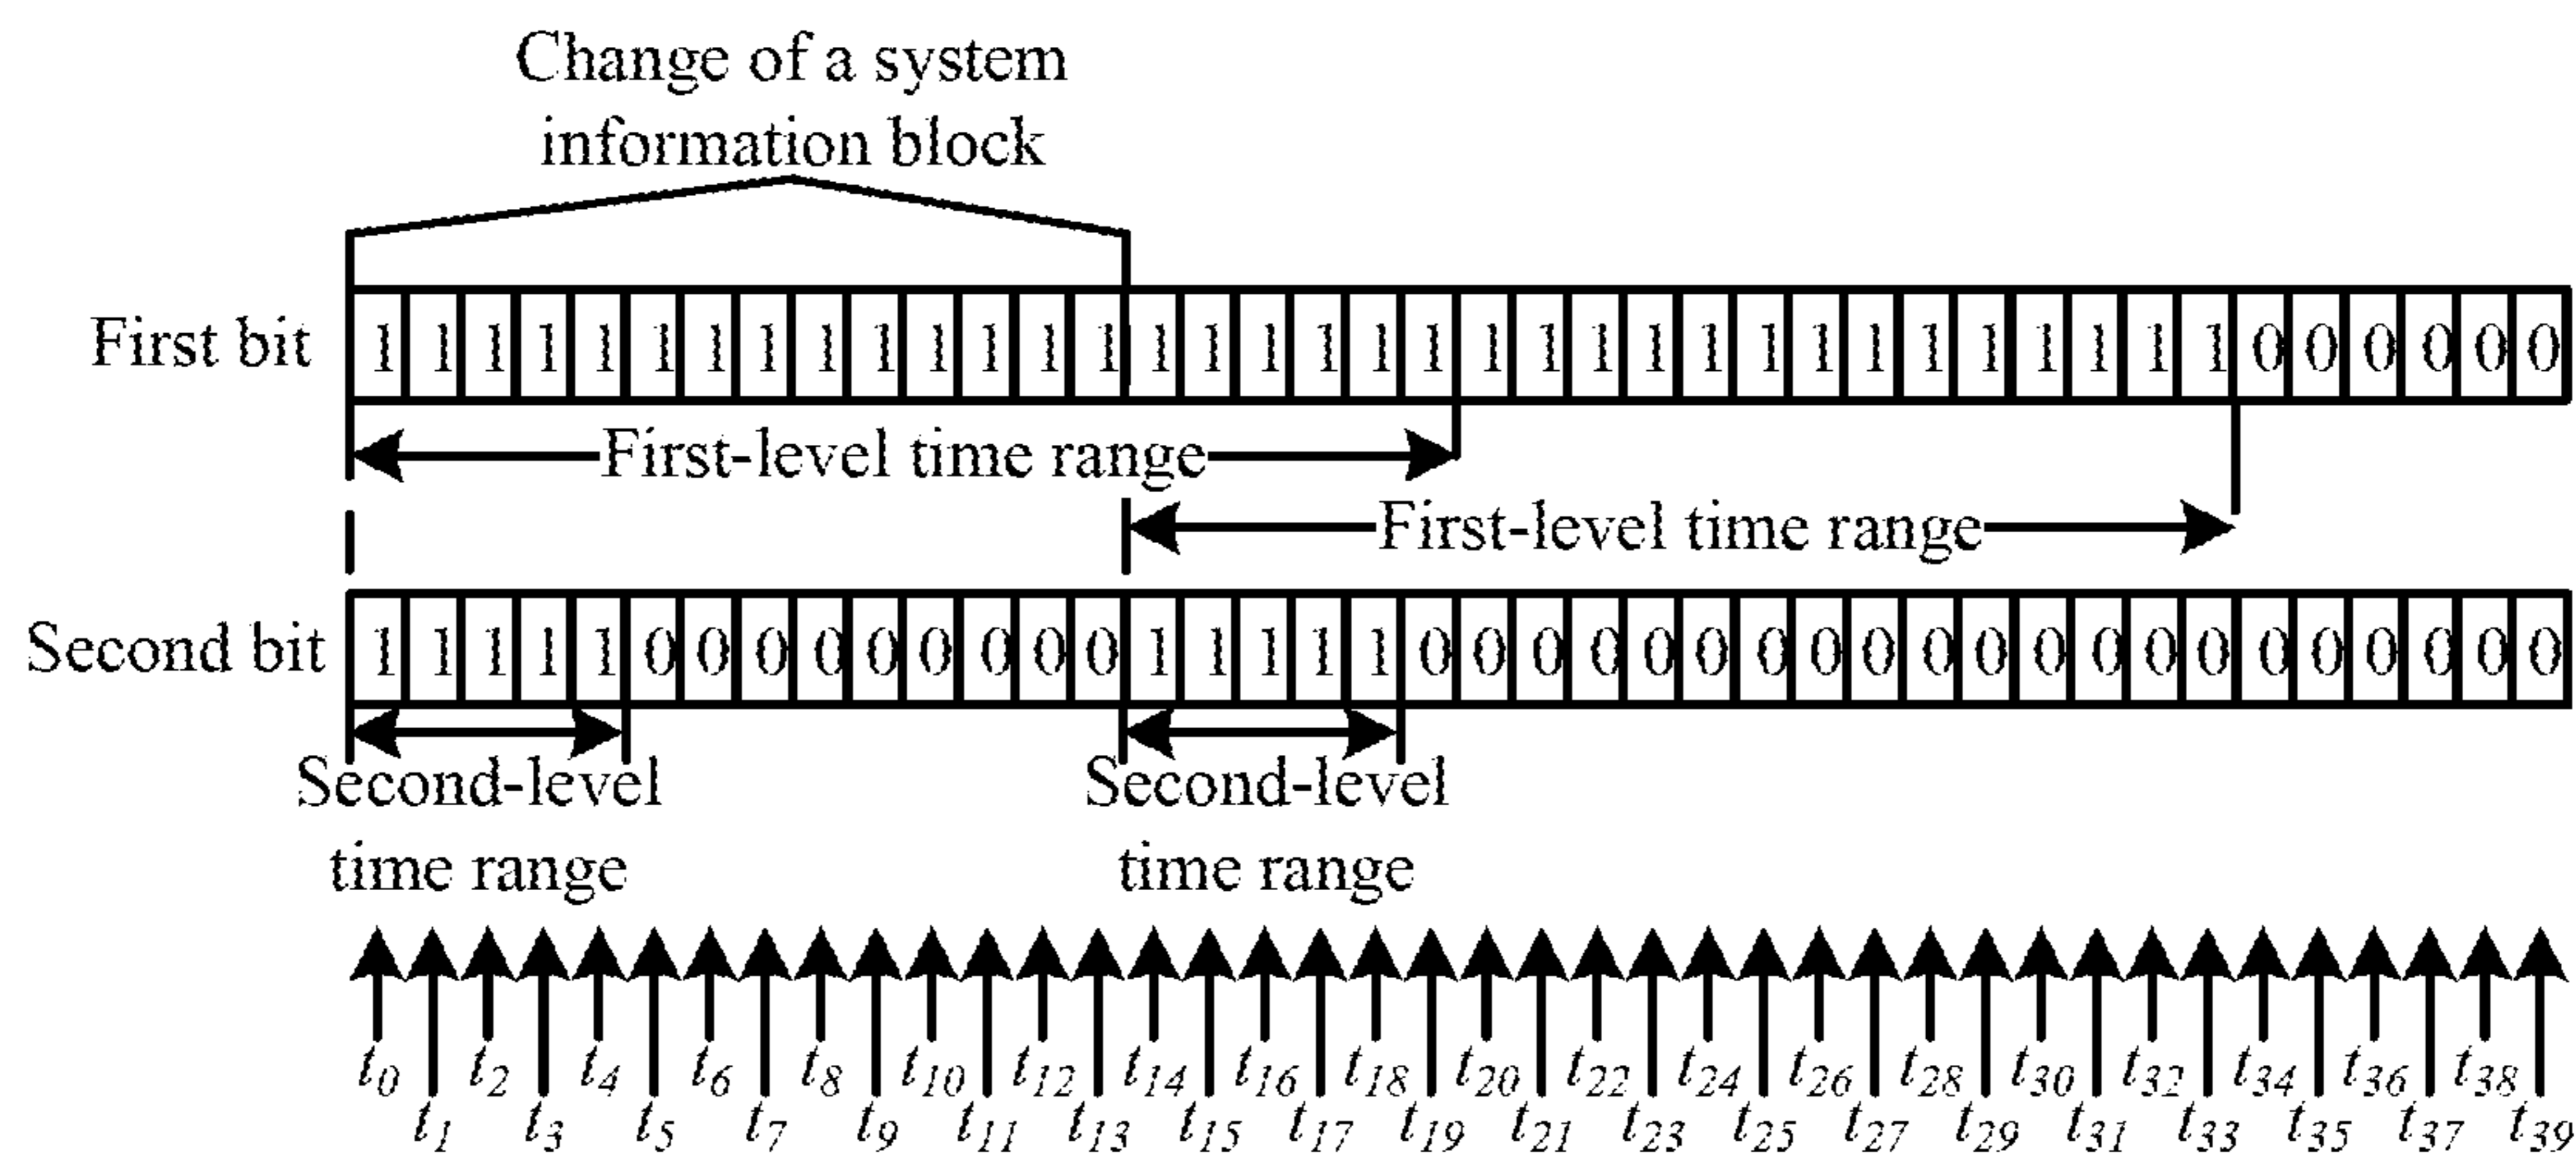 Change of a system
information block
First bit 1 1 1 1 1 1 1 1 1 1 1 1 1 1 1 1 1 1 1 1 1 1 1 1 1 1 1 1 1 1 1 1 1 1 0 0 0 0 0 0
First-level time range
First-level time range
Second bit 1 1 1 1 1 0 0 0 0 0 0 0 0 0 1 1 1 1 1 0 0 0 0 0 0 0 0 0 0 0 0 0 0 0 0 0 0 0 0 0
Second-level Second-level
time range time range
t0 t2 t4 t6 t8 t10 t12 t14 t16 t18 t20 t22 t24 t26 t28 t30 t32 t34 t36 t38
t1 t3 t5 t7 t9 t11 t13 t15 t17 t19 t21 t23 t25 t27 t29 t31 t33 t35 t37 t39